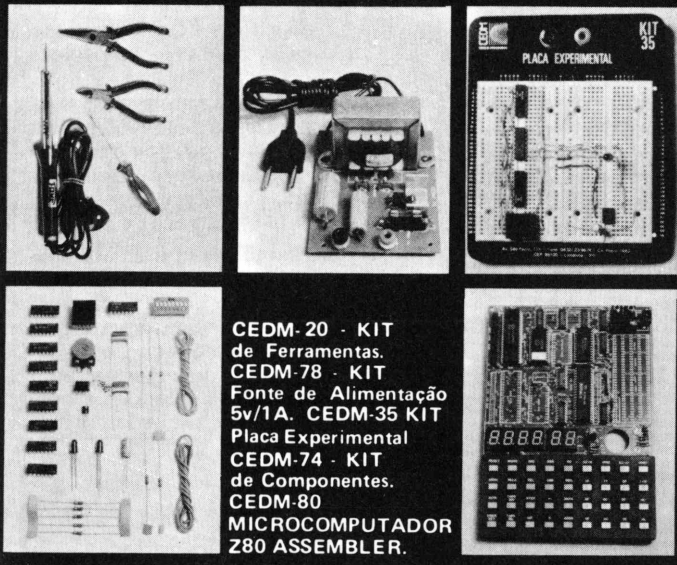 CEDM
KIT
35
PLACA EXPERIMENTAL
CEDM-20 - KIT
de Ferramentas.
CEDM-78 - KIT
Fonte de Alimentação
5v/1A. CEDM-35 KIT
Placa Experimental
CEDM-74 - KIT
de Componentes.
CEDM-80
MICROCOMPUTADOR
Z80 ASSEMBLER.